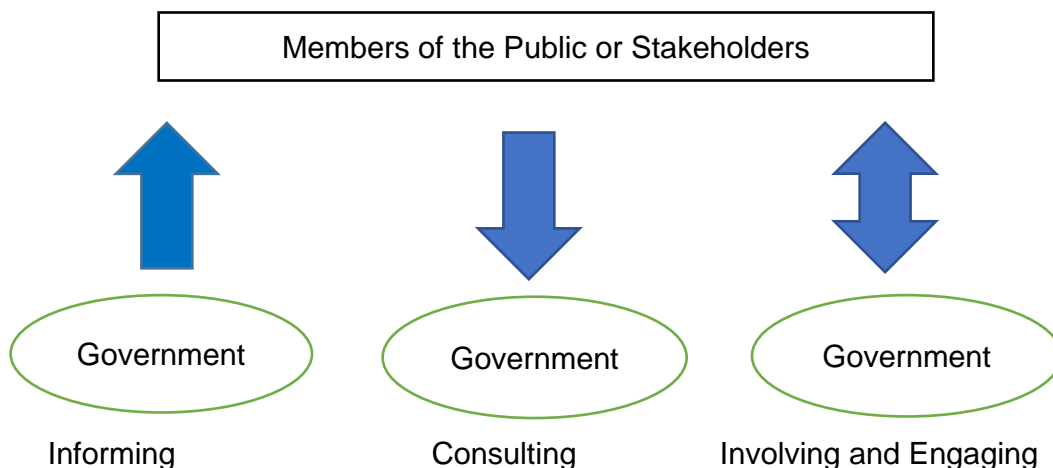 Members of the Public or Stakeholders
Government
Government
Government
Informing
Consulting
Involving and Engaging